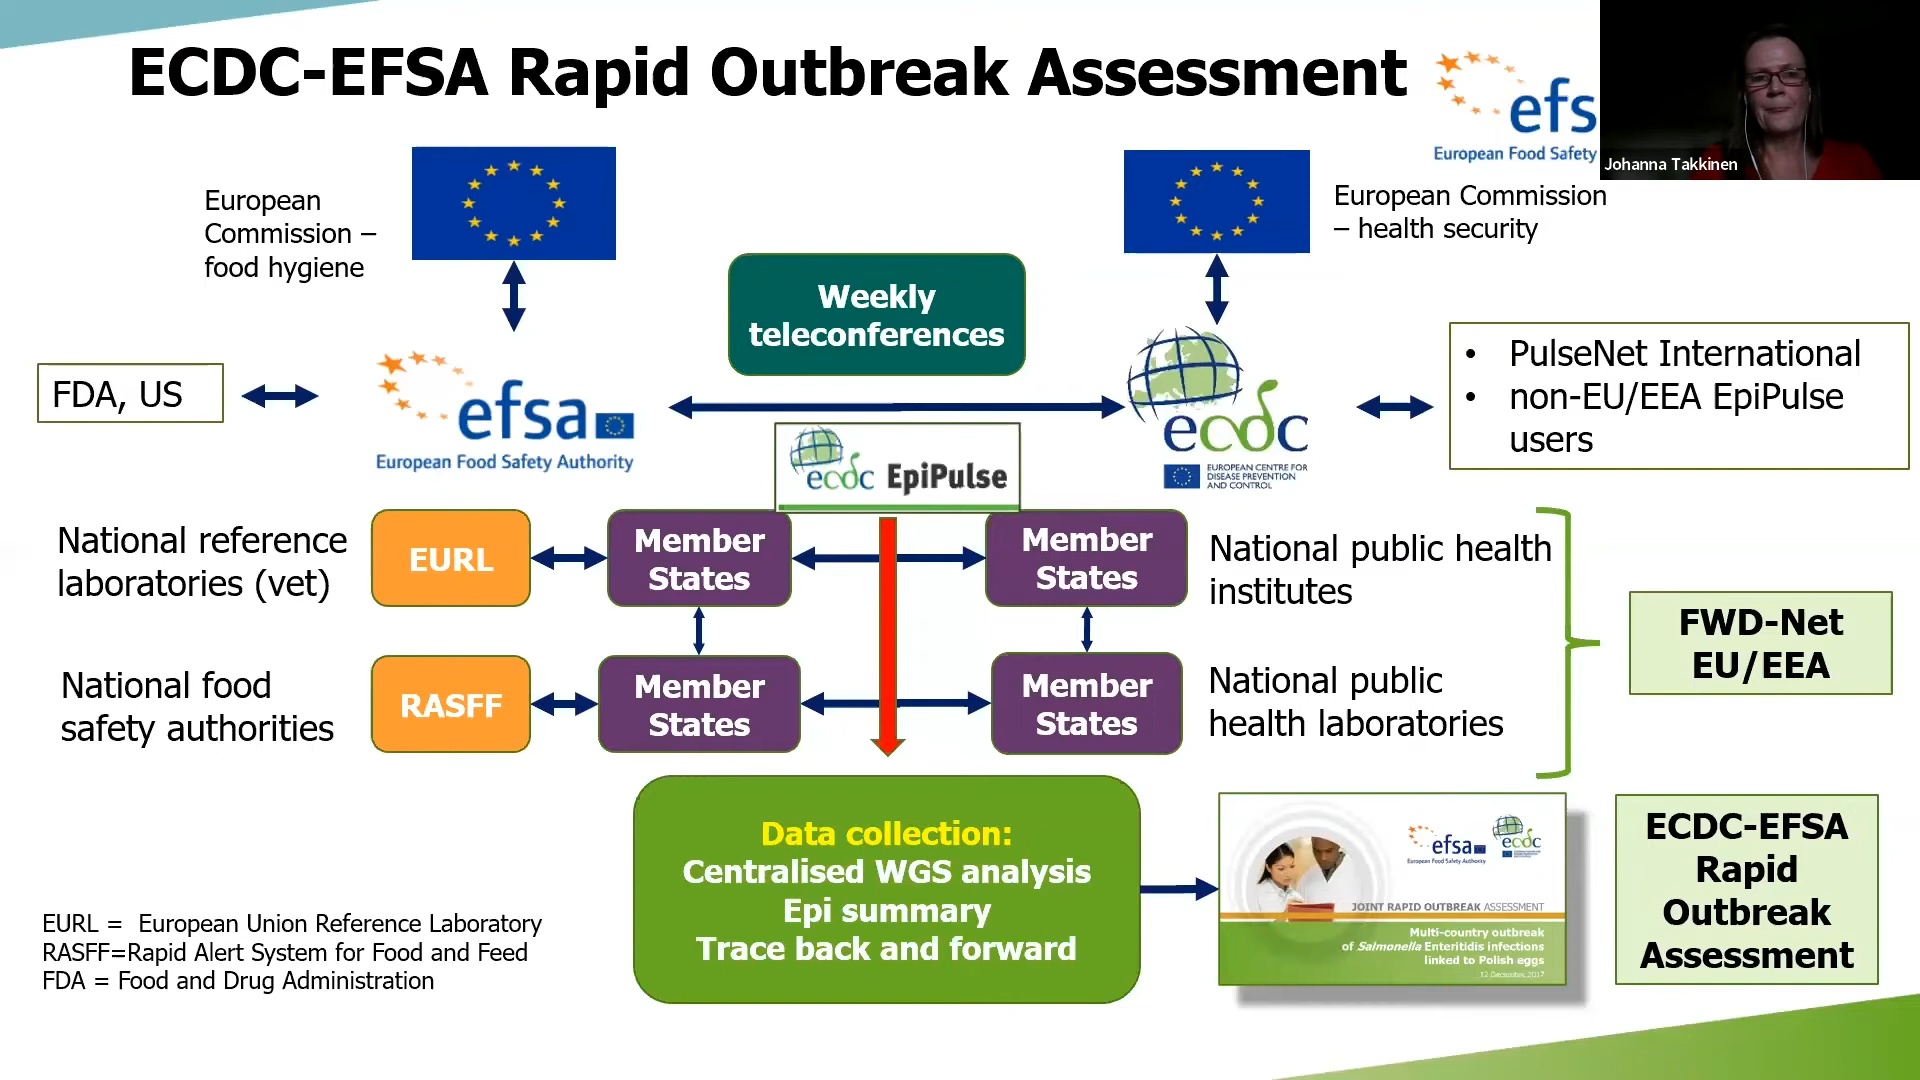 ECDC-EFSA Rapid Outbreak Assessment
efs
European Food Safety
Johanna Takkinen
European
Commission –
food hygiene
European Commission
– health security
Weekly
teleconferences
FDA, US
efsa
European Food Safety Authority
ecdc
EUROPEAN CENTRE FOR
DISEASE PREVENTION
AND CONTROL
• PulseNet International
• non-EU/EEA EpiPulse
users
ecdc EpiPulse
National reference
laboratories (vet)
EURL
Member
States
Member
States
National public health
institutes
National food
safety authorities
RASFF
Member
States
Member
States
National public
health laboratories
FWD-Net
EU/EEA
Data collection:
Centralised WGS analysis
Epi summary
Trace back and forward
efsa
European Food Safety Authority
ecdc
JOINT RAPID OUTBREAK ASSESSMENT
Multi-country outbreak
of Salmonella Enteritidis infections
linked to Polish eggs
12 December 2017
ECDC-EFSA
Rapid
Outbreak
Assessment
EURL = European Union Reference Laboratory
RASFF=Rapid Alert System for Food and Feed
FDA = Food and Drug Administration